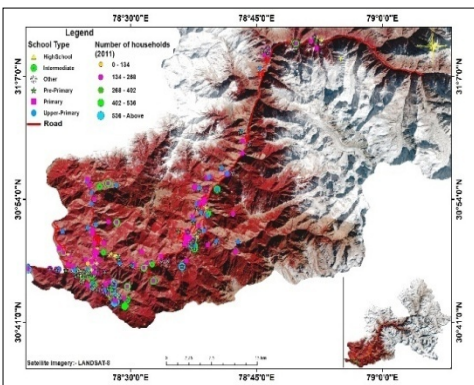 78°30'0"E 78°45'0"E 79°0'0"E
Legend
School Type
HighSchool
Intermediate
Other
Pre-Primary
Primary
Upper-Primary
Road
Number of households
(2011)
0 - 134
134 - 268
268 - 402
402 - 536
536 - Above
31°7'0"N
31°7'0"N
30°54'0"N
30°54'0"N
30°41'0"N
30°41'0"N
Satellite Imagery:- LANDSAT-8
78°30'0"E 78°45'0"E 79°0'0"E